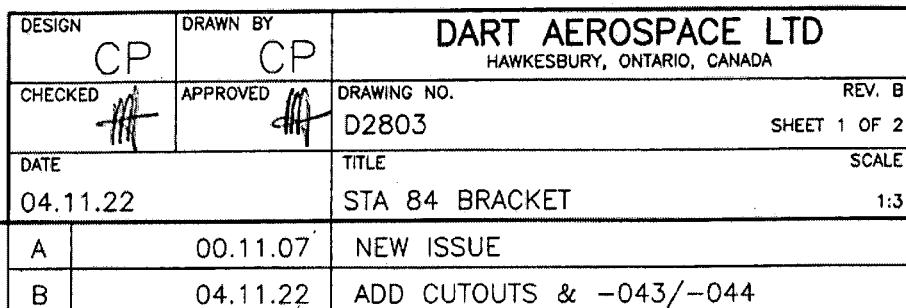 DESIGN
CP
DRAWN BY
CP
DART AEROSPACE LTD
HAWKESBURY, ONTARIO, CANADA
CHECKED
APPROVED
DRAWING NO.
D2803
REV. B
SHEET 1 OF 2
DATE
04.11.22
TITLE
STA 84 BRACKET
SCALE
1:3
A 00.11.07 NEW ISSUE
B 04.11.22 ADD CUTOUTS & -043/-044